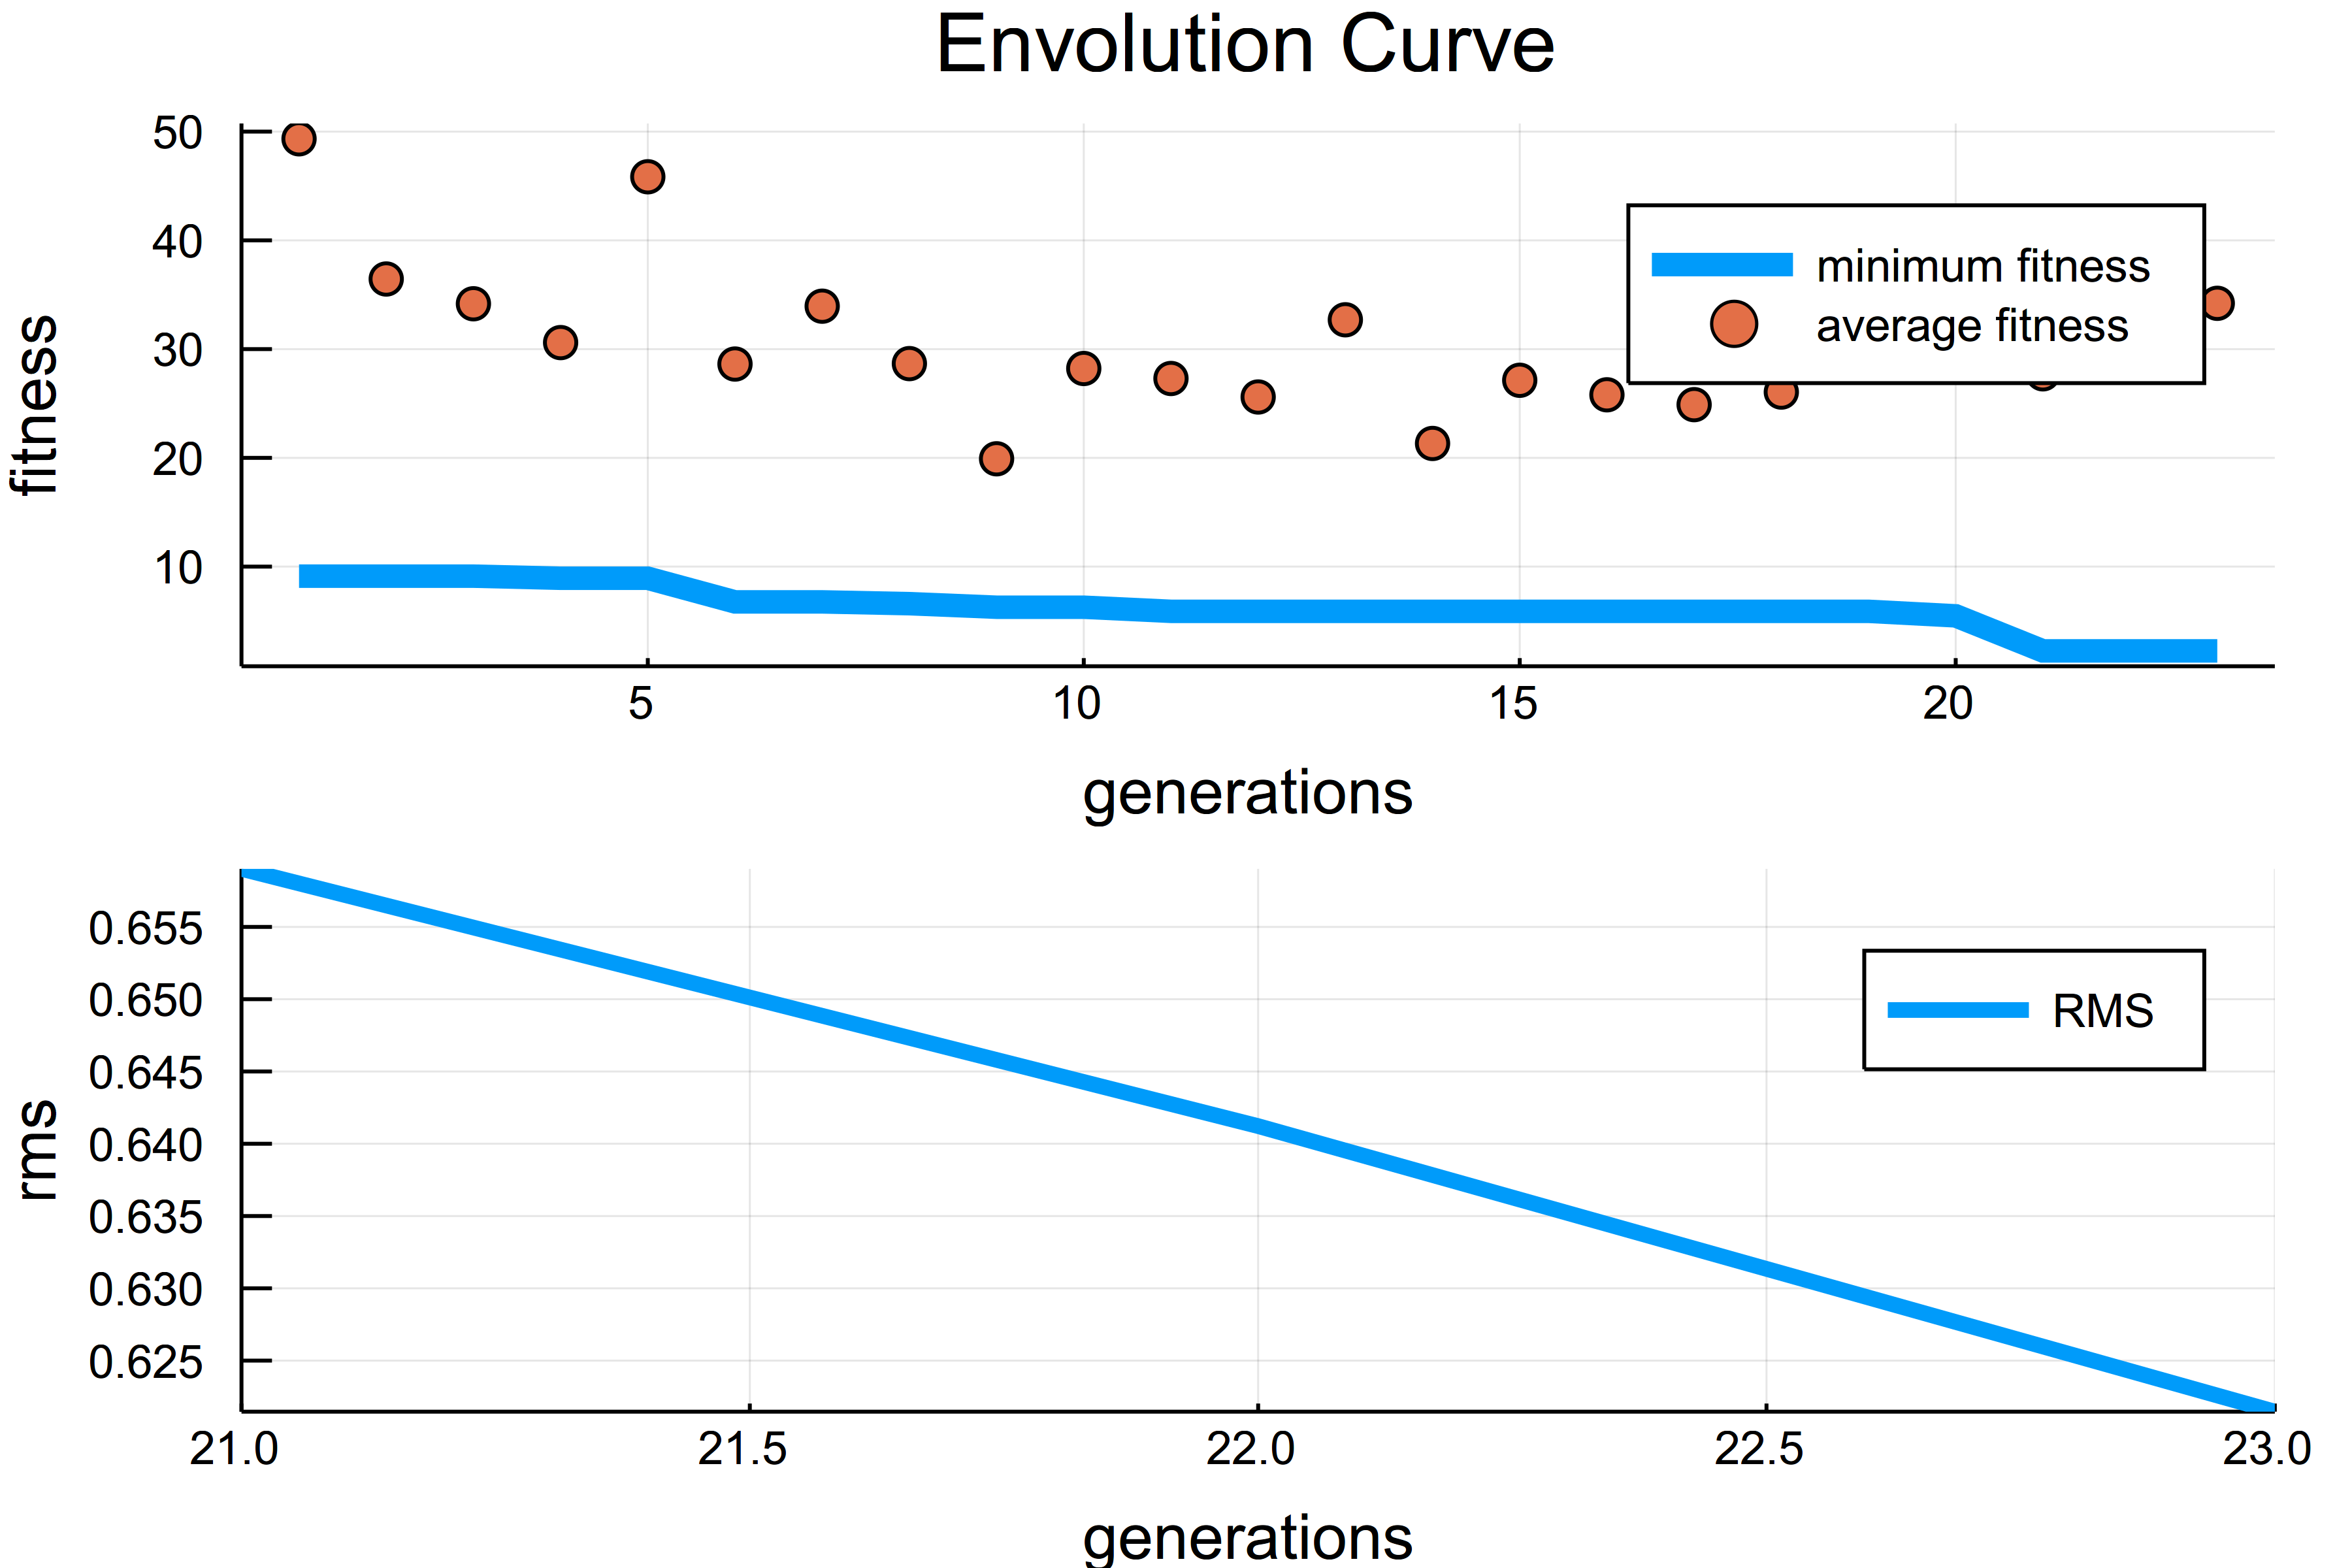 Envolution Curve
50
40
30
20
10
fitness
minimum fitness
average fitness
5 10 15 20
generations
0.655
0.650
0.645
0.640
0.635
0.630
0.625
rms
RMS
21.0 21.5 22.0 22.5 23.0
generations